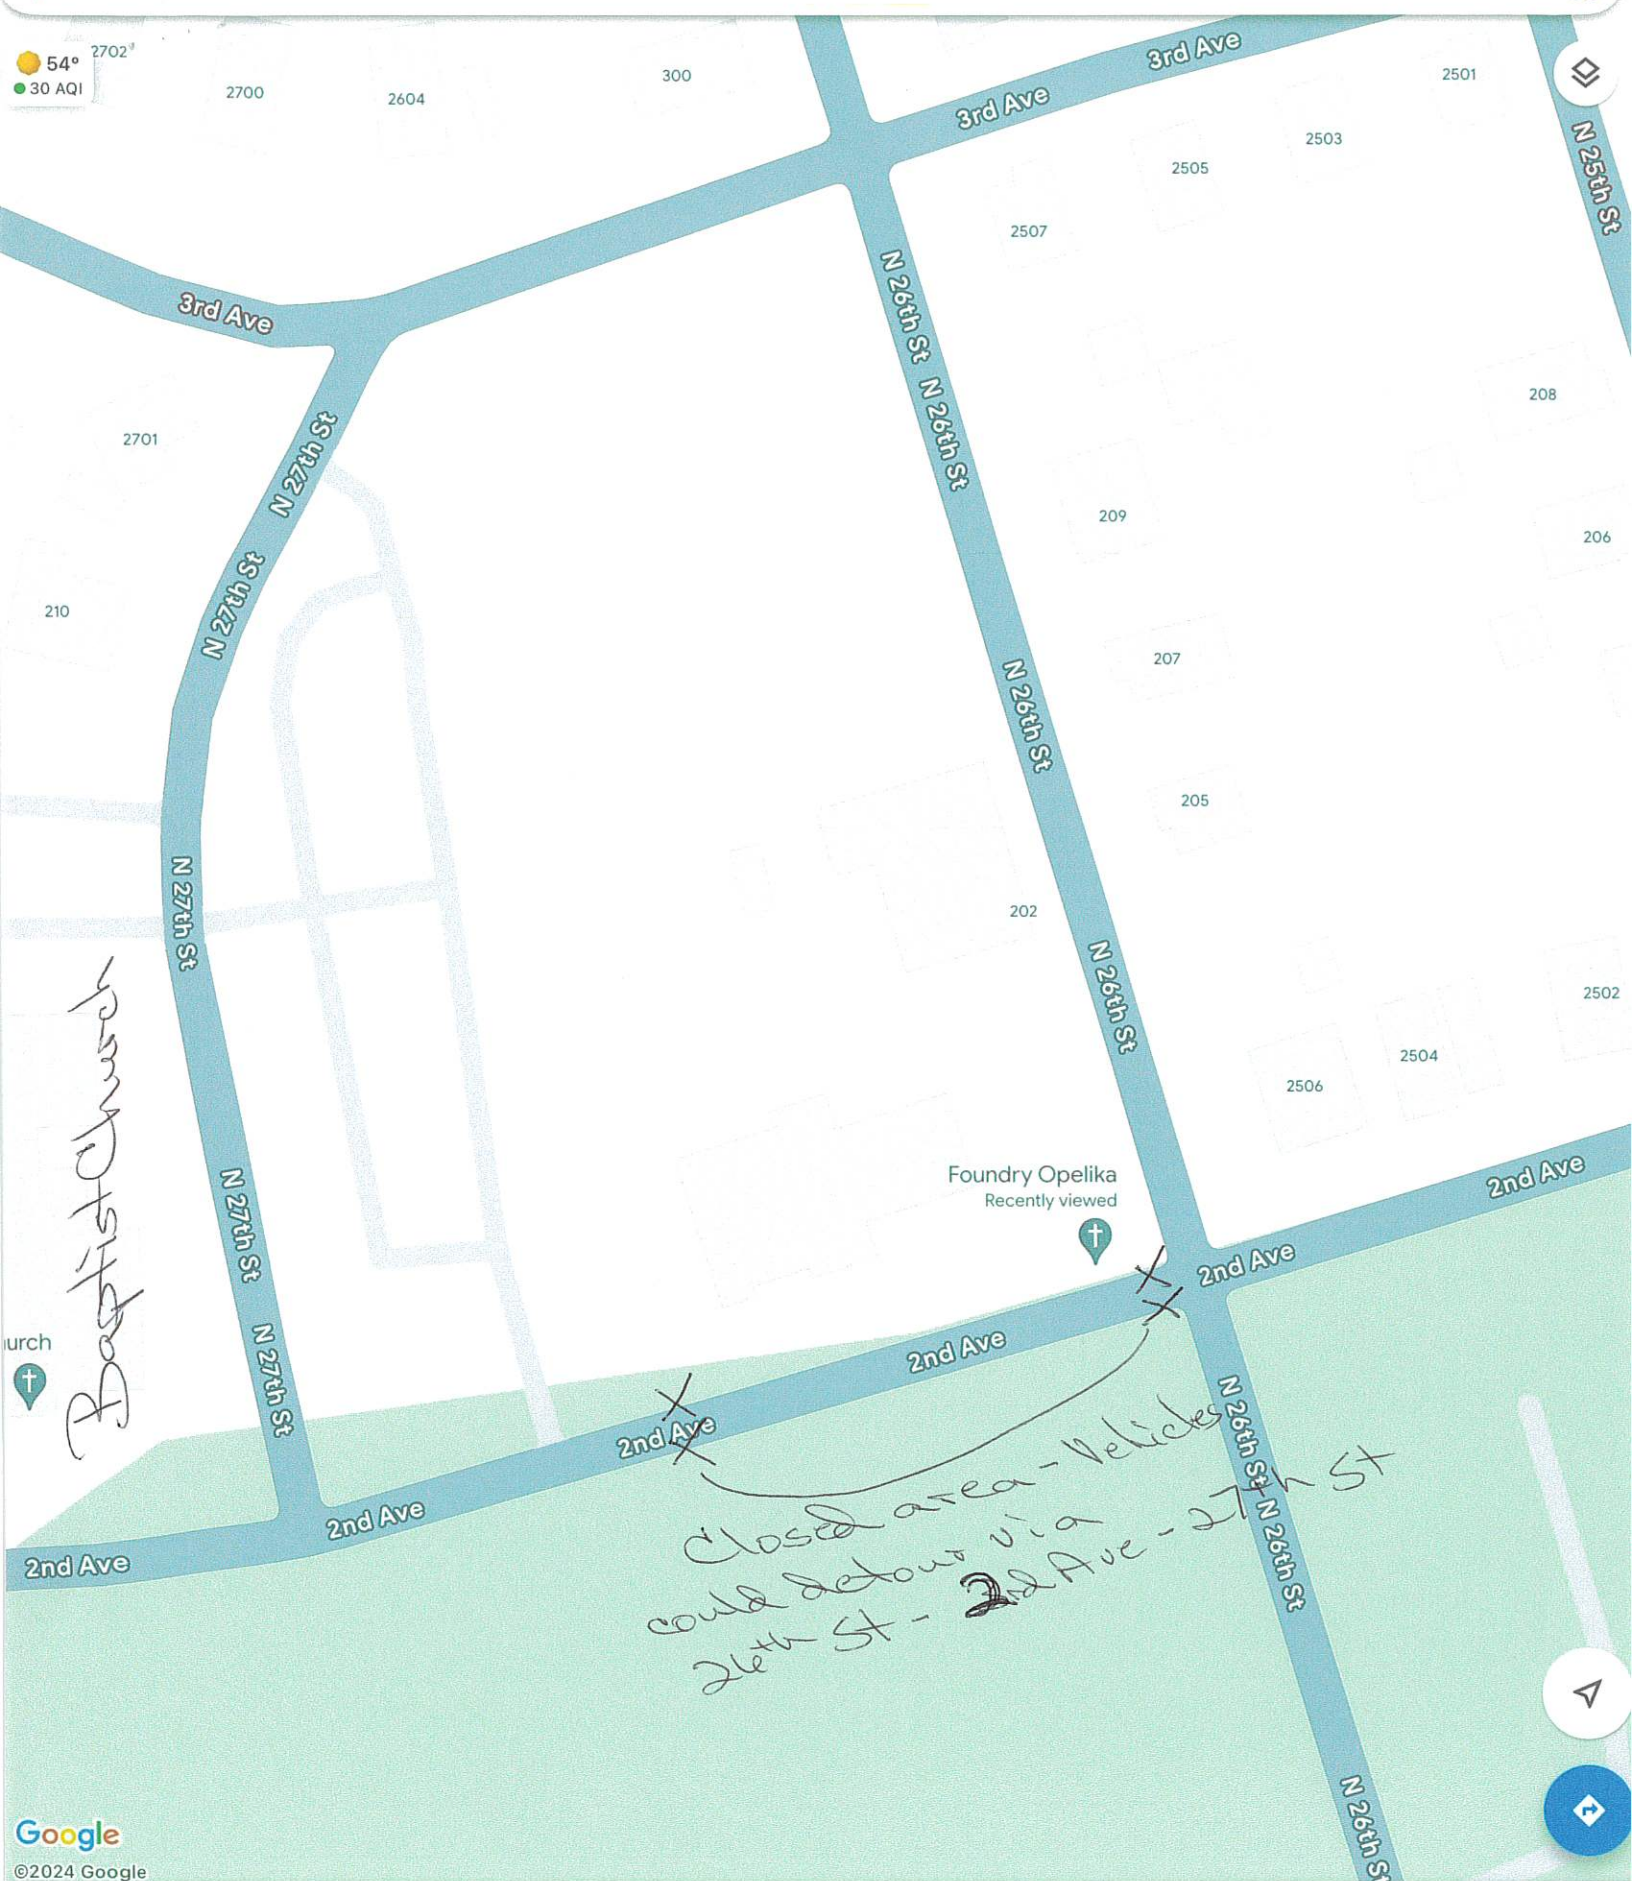 54°
30 AQI
2702
2700
2604
300
3rd Ave
3rd Ave
2501
2503
2505
2507
N 25th St
3rd Ave
N 26th St
N 26th St
N 27th St
2701
208
209
206
N 27th St
210
207
N 26th St
205
N 27th St
202
N 26th St
2502
2504
2506
Baptist Church
N 27th St
Foundry Opelika
Recently viewed
2nd Ave
2nd Ave
X
X
urch
N 27th St
2nd Ave
X
2nd Ave
X
N 26th St
2nd Ave
2nd Ave
Closed area - Vehicles
could detour via
26th St - 2nd Ave - 27th St
N 26th St
N 26th St
Google
©2024 Google